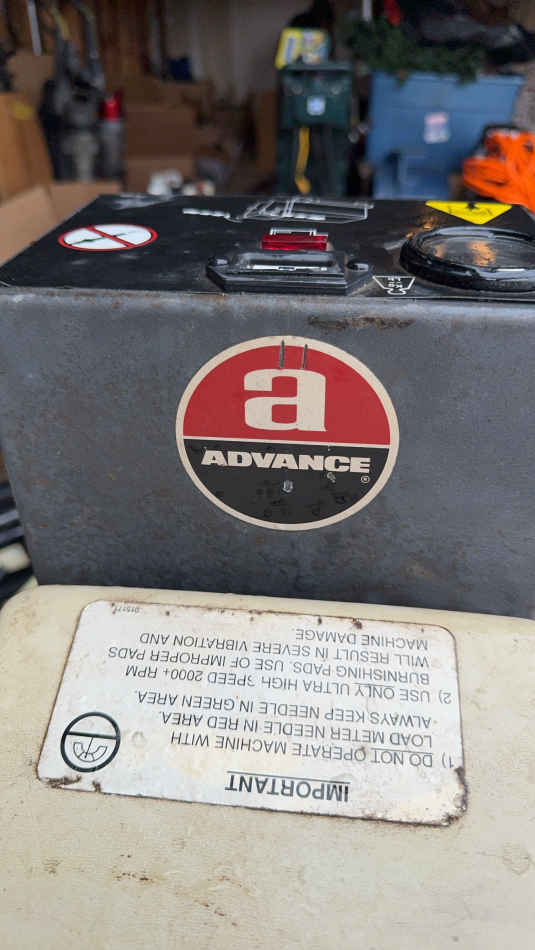 a
ADVANCE
®
IMPORTANT
1) DO NOT OPERATE MACHINE WITH
LOAD METER NEEDLE IN RED AREA.
-ALWAYS KEEP NEEDLE IN GREEN AREA.
2) USE ONLY ULTRA HIGH SPEED 2000+ RPM
BURNISHING PADS. USE OF IMPROPER PADS
WILL RESULT IN SEVERE VIBRATION AND
MACHINE DAMAGE